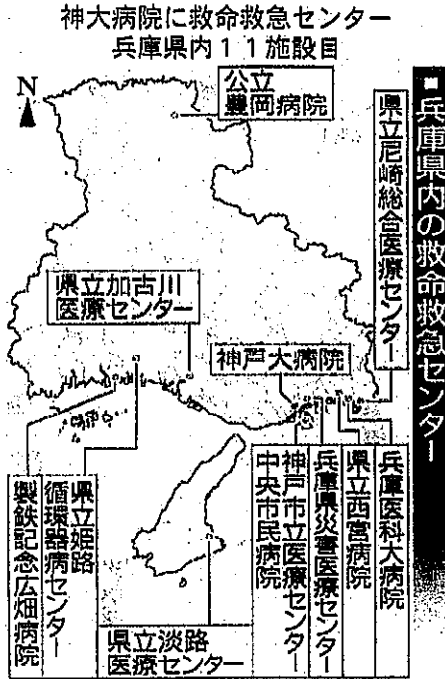 神大病院に救命救急センター
兵庫県内11施設目
■兵庫県内の救命救急センター
N
公立
豊岡病院
県立尼崎総合医療センター
県立加古川
医療センター
神戸大病院
兵庫医科大病院
県立西宮病院
兵庫県災害医療センター
神戸市立医療センター
中央市民病院
県立姫路
循環器病センター
製鉄記念広畑病院
県立淡路
医療センター